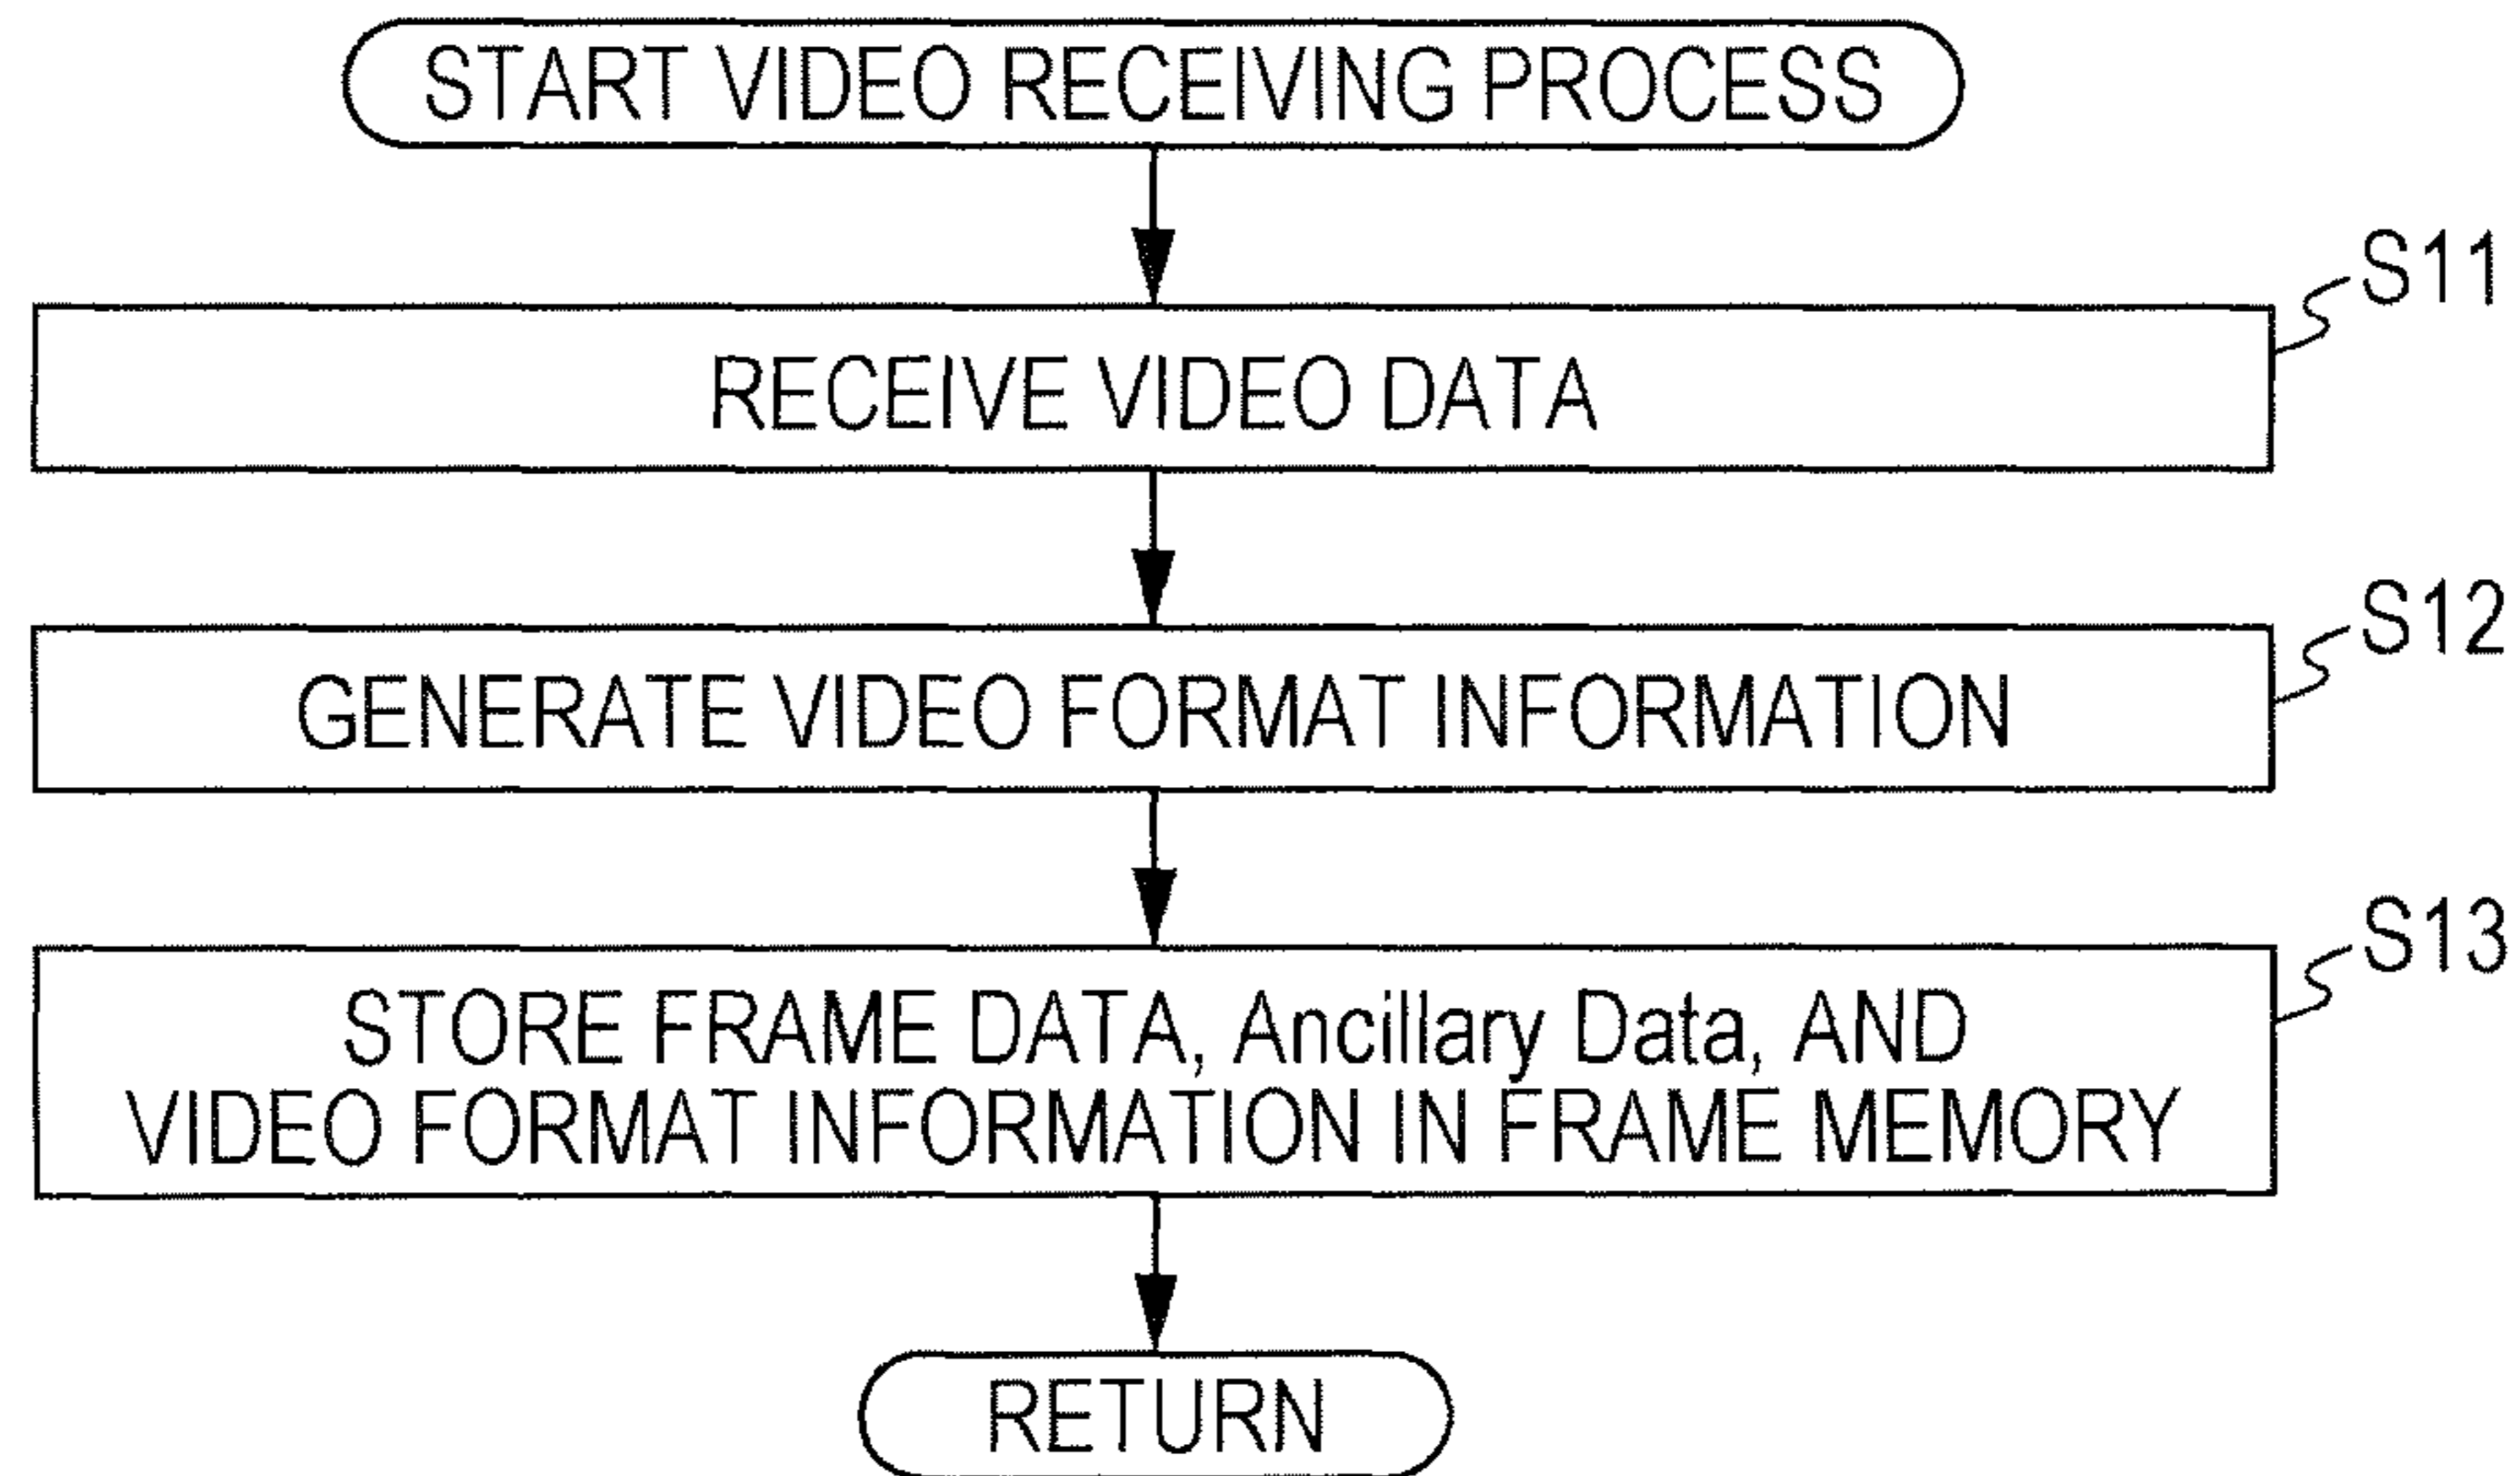 START VIDEO RECEIVING PROCESS
S11
RECEIVE VIDEO DATA
S12
GENERATE VIDEO FORMAT INFORMATION
S13
STORE FRAME DATA, Ancillary Data, AND
VIDEO FORMAT INFORMATION IN FRAME MEMORY
RETURN